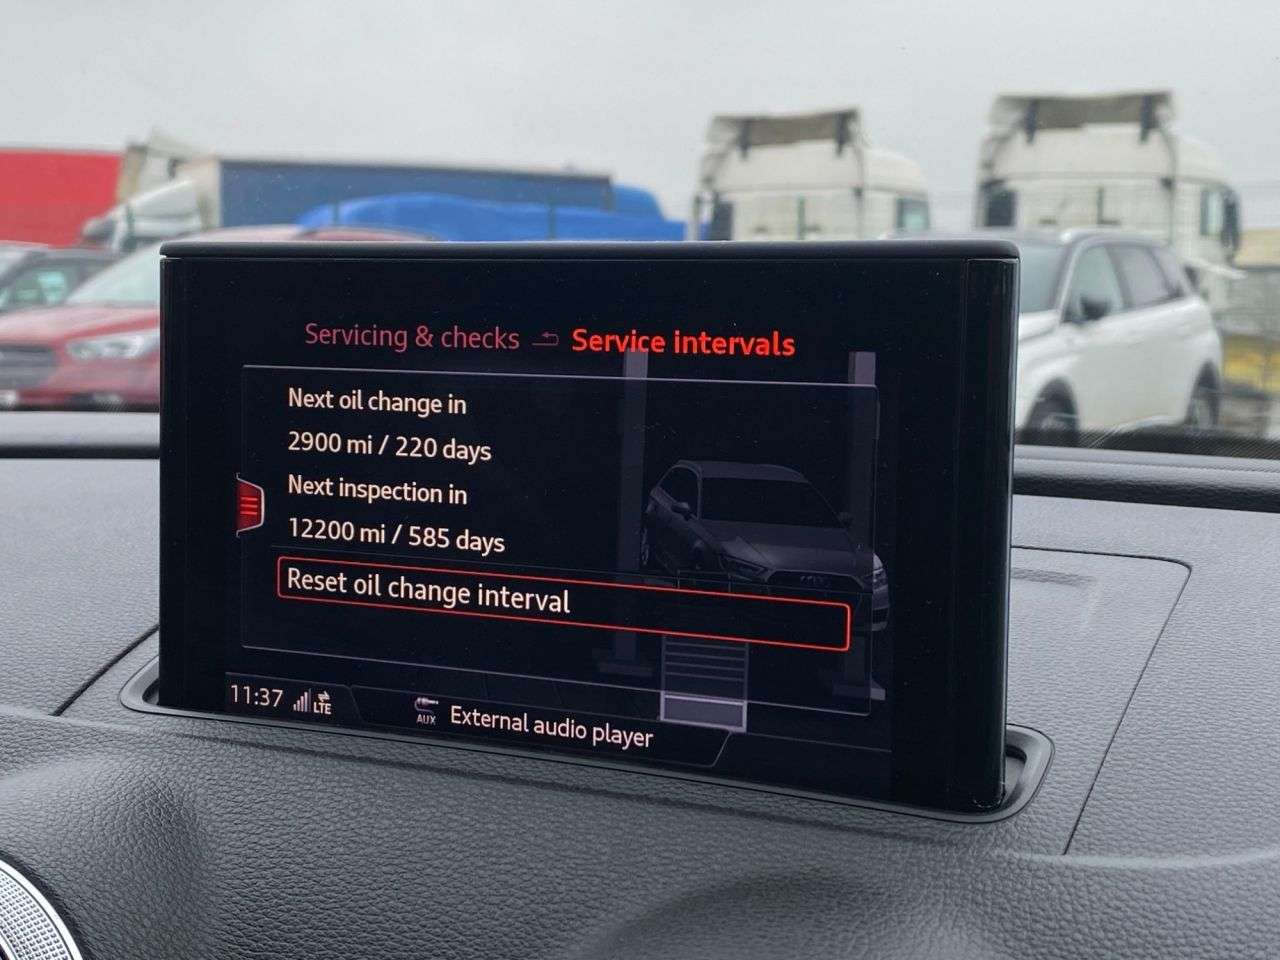 Servicing & checks Service intervals
Next oil change in
2900 mi / 220 days
Next inspection in
12200 mi / 585 days
Reset oil change interval
11:37 LTE AUX External audio player